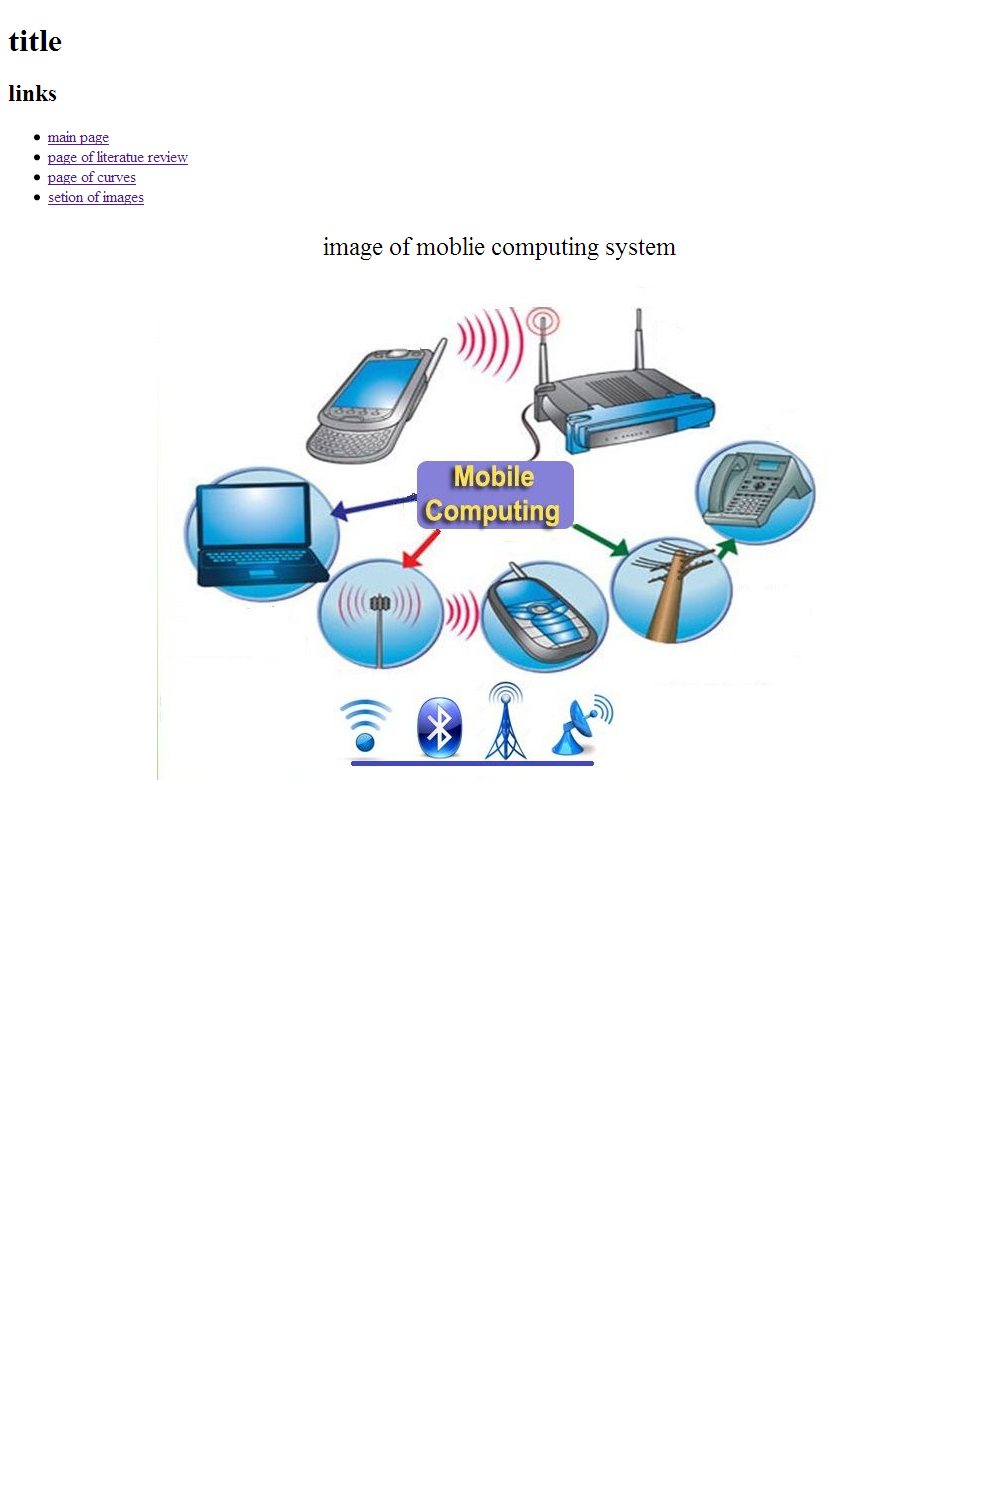 title
links
main page
page of literatue review
page of curves
setion of images
image of moblie computing system
Mobile
Computing